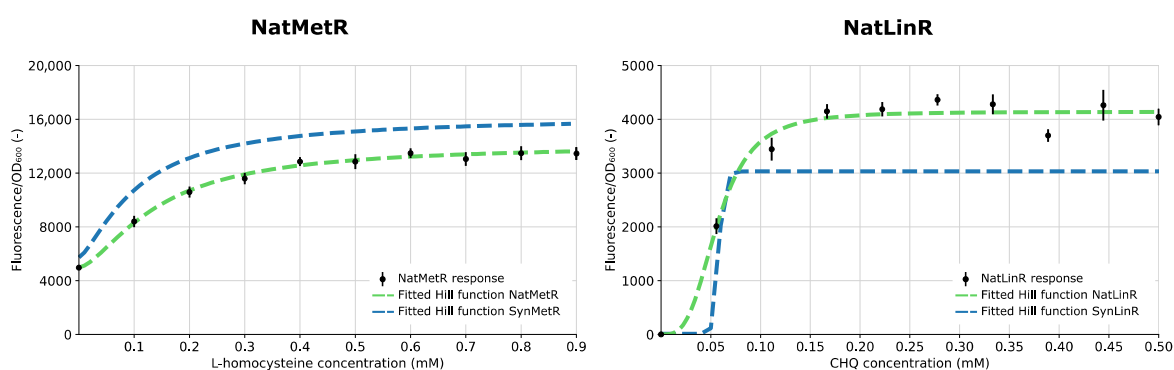 NatMetR
Fluorescence/OD₆₀₀ (-)
20,000
16,000
12,000
8000
4000
0
NatMetR response
Fitted Hill function NatMetR
Fitted Hill function SynMetR
0.1 0.2 0.3 0.4 0.5 0.6 0.7 0.8 0.9
L-homocysteine concentration (mM)
NatLinR
Fluorescence/OD₆₀₀ (-)
5000
4000
3000
2000
1000
0
NatLinR response
Fitted Hill function NatLinR
Fitted Hill function SynLinR
0.05 0.10 0.15 0.20 0.25 0.30 0.35 0.40 0.45 0.50
CHQ concentration (mM)